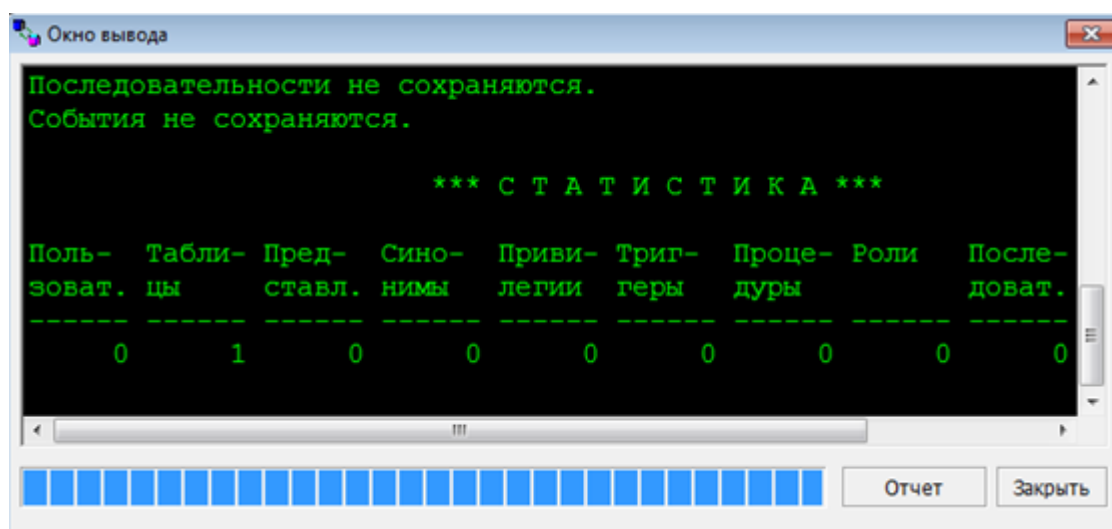 Окно вывода
Последовательности не сохраняются.
События не сохраняются.
*** С Т А Т И С Т И К А ***
Поль- Табли- Пред- Сино- Приви- Триг- Проце- Роли После-
зоват. цы ставл. нимы легии геры дуры доват.
------ ------ ------ ------ ------ ------ ------ ------ ------
0 1 0 0 0 0 0 0 0
Отчет Закрыть